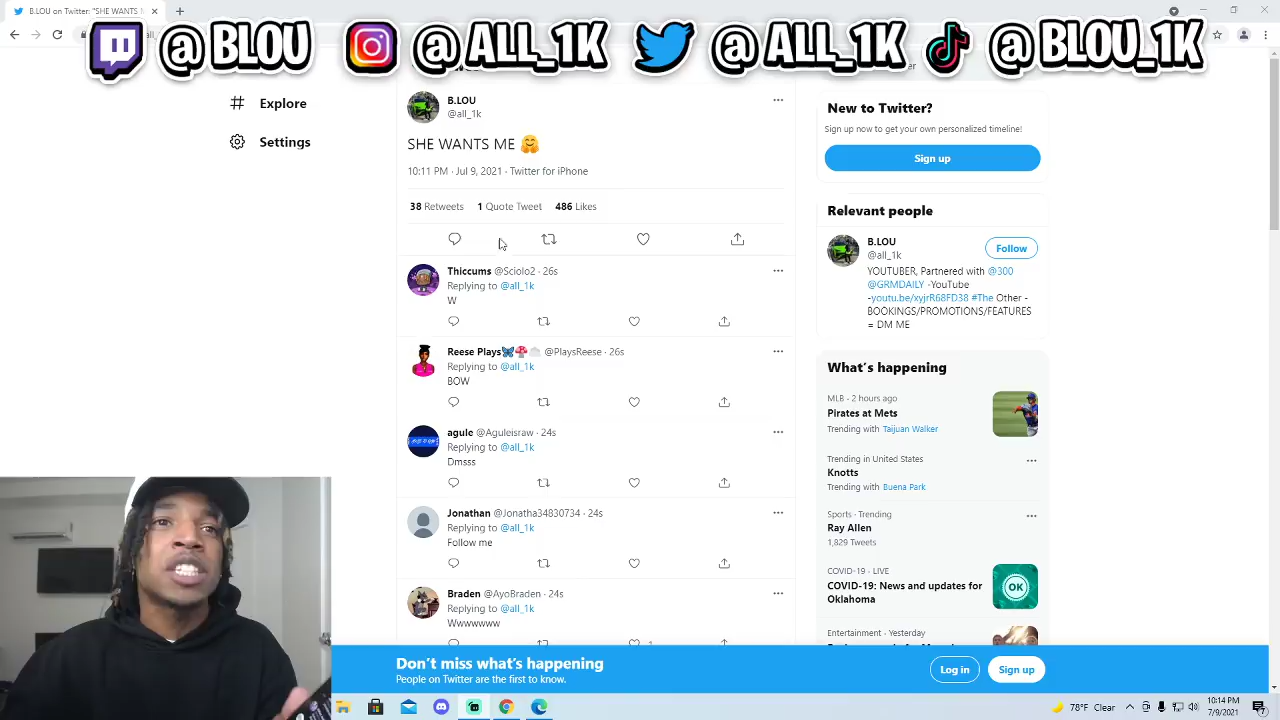 B.LOU on Twitter: "SHE WANTS
@BLOU
@ALL_1K
@ALL_1K
@BLOU_1K
Explore
Settings
B.LOU
@all_1k
SHE WANTS ME 🤗
10:11 PM · Jul 9, 2021 · Twitter for iPhone
38 Retweets 1 Quote Tweet 486 Likes
Thiccums @Sciolo2 · 26s
Replying to @all_1k
W
Reese Plays🦋🍄 @PlaysReese · 26s
Replying to @all_1k
BOW
agule @Aguleisraw · 24s
Replying to @all_1k
Dmsss
Jonathan @Jonatha34830734 · 24s
Replying to @all_1k
Follow me
Braden @AyoBraden · 24s
Replying to @all_1k
Wwwwwww
1
New to Twitter?
Sign up now to get your own personalized timeline!
Sign up
Relevant people
B.LOU
@all_1k
Follow
YOUTUBER, Partnered with @300
@GRMDAILY -YouTube
-youtu.be/xyjrR68FD38 #The Other -
BOOKINGS/PROMOTIONS/FEATURES
= DM ME
What's happening
MLB · 2 hours ago
Pirates at Mets
Trending with Taijuan Walker
Trending in United States
Knotts
Trending with Buena Park
Sports · Trending
Ray Allen
1,829 Tweets
COVID-19 · LIVE
COVID-19: News and updates for
Oklahoma
OK
Entertainment · Yesterday
Don't miss what's happening
People on Twitter are the first to know.
Log in
Sign up
78°F Clear
10:14 PM
7/9/2021